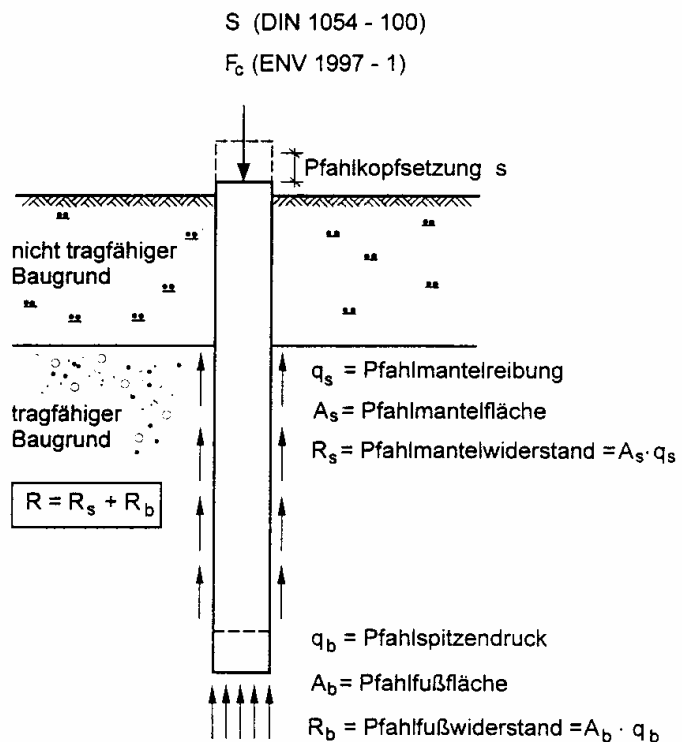 S (DIN 1054 - 100)
F_c (ENV 1997 - 1)
Pfahlkopfsetzung s
nicht tragfähiger
Baugrund
q_s = Pfahlmantelreibung
tragfähiger
Baugrund
A_s = Pfahlmantelfläche
R_s = Pfahlmantelwiderstand = A_s · q_s
R = R_s + R_b
q_b = Pfahlspitzendruck
A_b = Pfahlfußfläche
R_b = Pfahlfußwiderstand = A_b · q_b